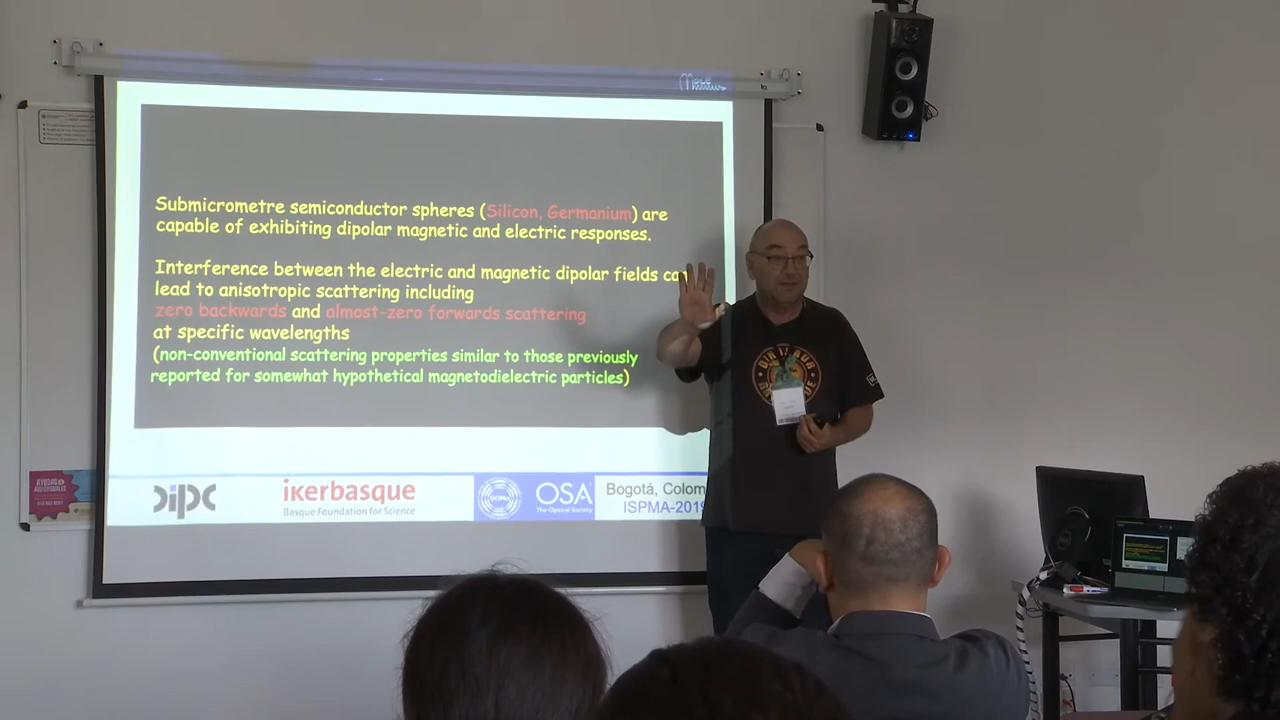 Submicrometre semiconductor spheres (Silicon, Germanium) are
capable of exhibiting dipolar magnetic and electric responses.
Interference between the electric and magnetic dipolar fields ca
lead to anisotropic scattering including
zero backwards and almost-zero forwards scattering
at specific wavelengths
(non-conventional scattering properties similar to those previously
reported for somewhat hypothetical magnetodielectric particles)
dipc
ikerbasque
Basque Foundation for Science
OSA
The Optical Society
Bogotá, Colom
ISPMA-2019